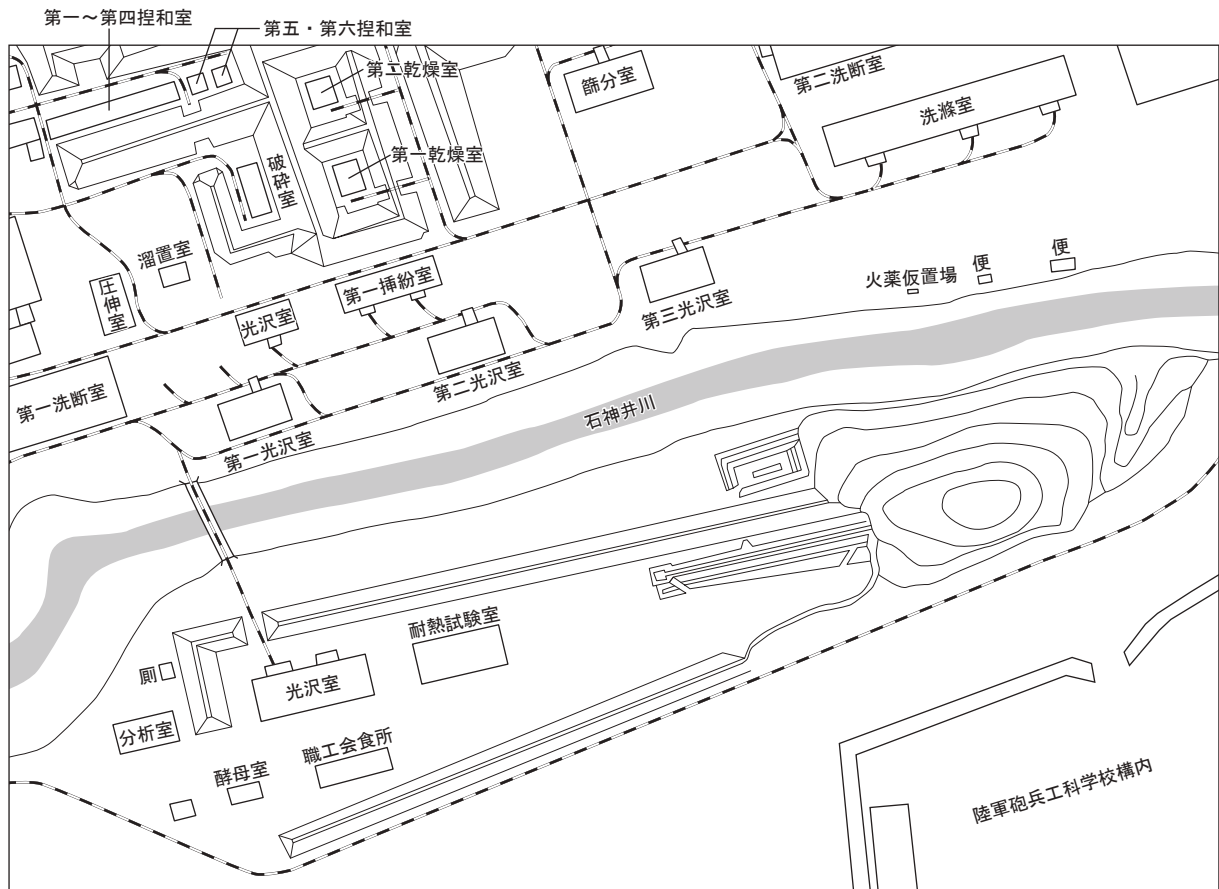 第一～第四捏和室
第五・第六捏和室
第二乾燥室
篩分室
第二洗断室
洗滌室
第一乾燥室
破砕室
溜置室
圧伸室
第一挿紛室
光沢室
第三光沢室
火薬仮置場
便
便
第一洗断室
第二光沢室
第一光沢室
石神井川
耐熱試験室
厠
光沢室
分析室
職工会食所
酵母室
陸軍砲兵工科学校構内